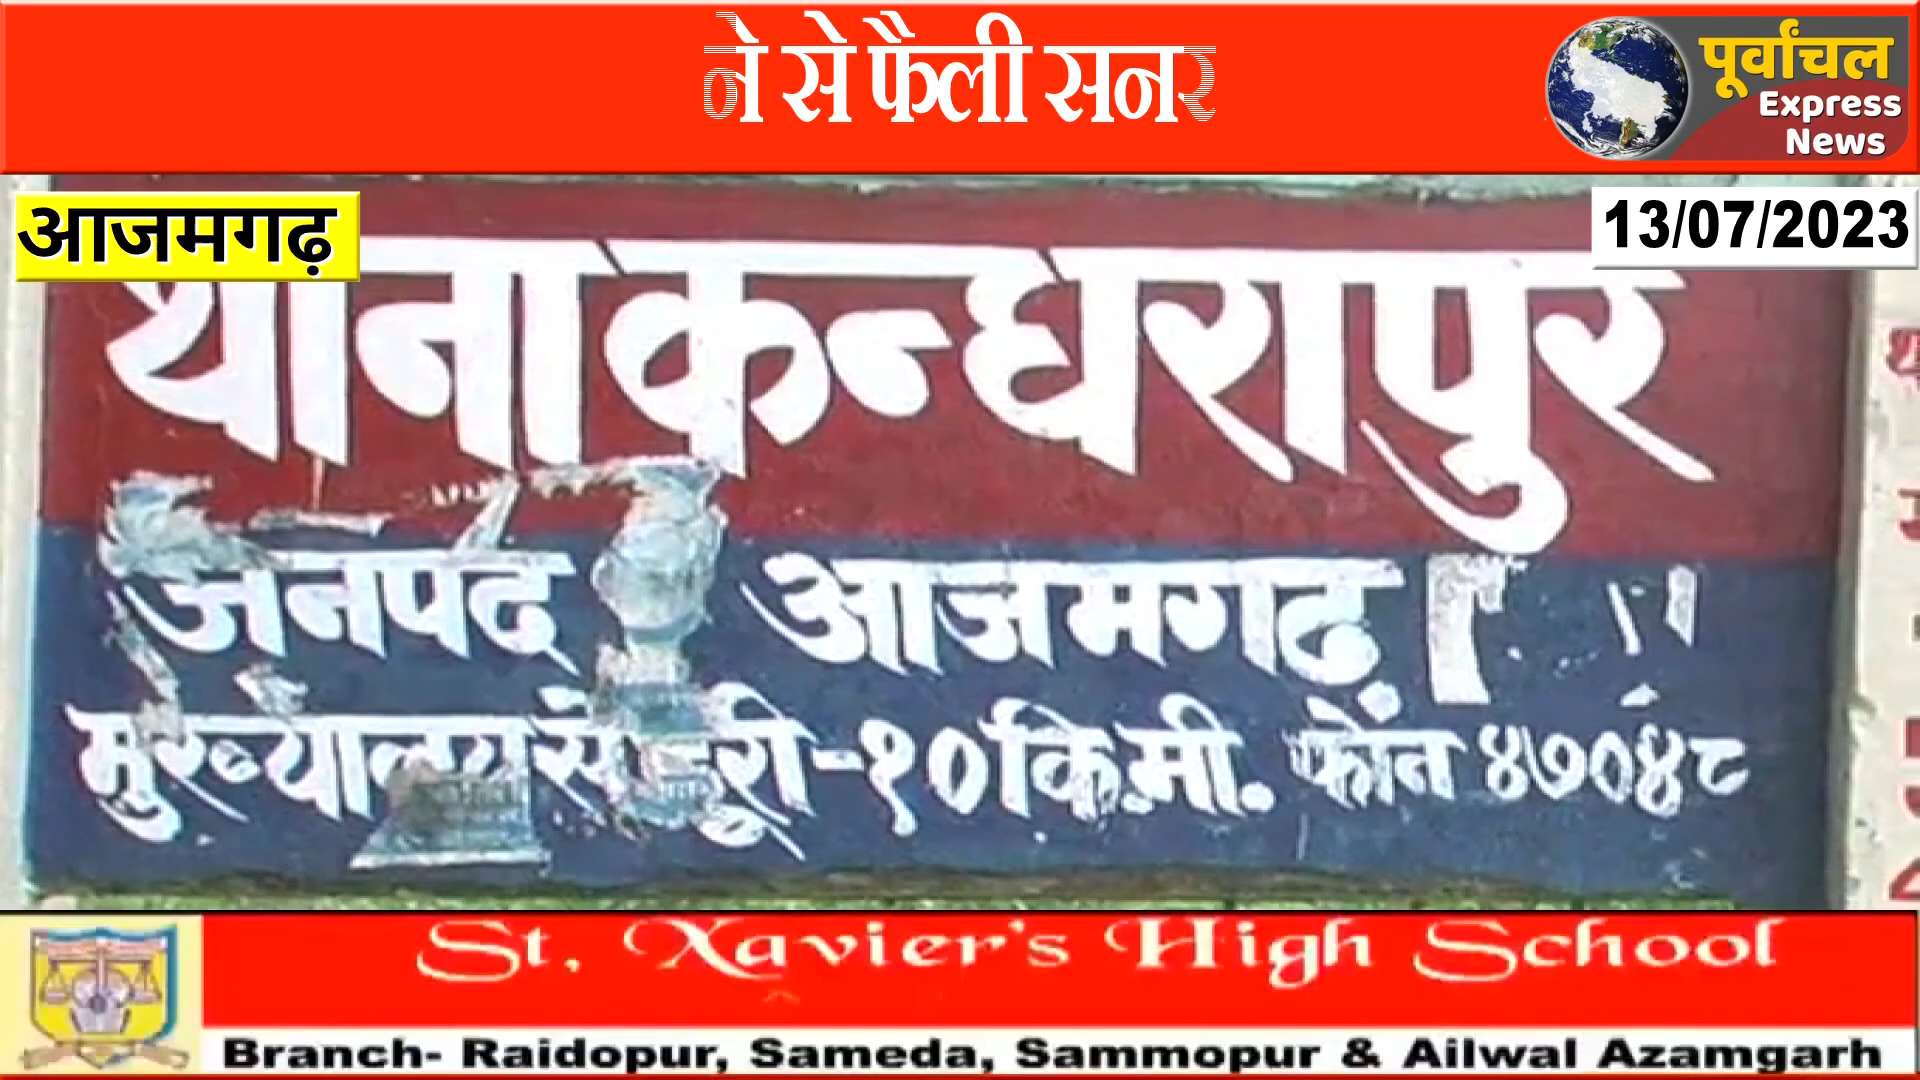 ने से फैली सन
पूर्वांचल
Express
News
आजमगढ़
13/07/2023
थाना कन्धरापुर
जनपद आजमगढ़
मुख्यालय से दूरी-१० कि.मी. फोन ४७०४८
St. Xavier's High School
Branch- Raidopur, Sameda, Sammopur & Ailwal Azamgarh